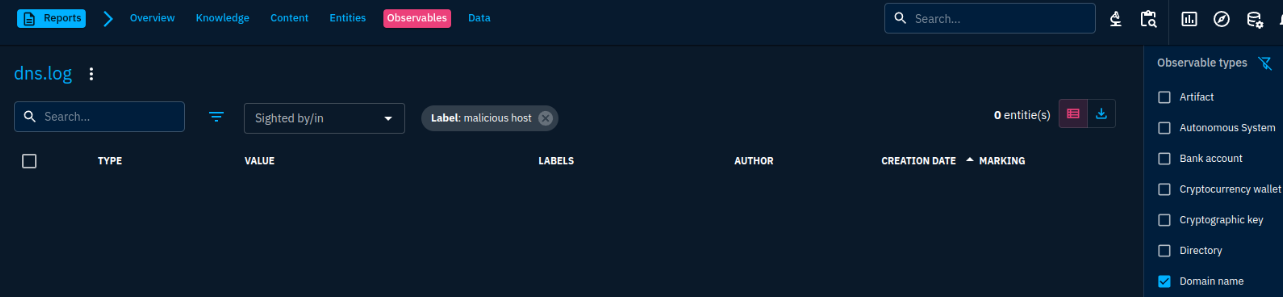 Reports Overview Knowledge Content Entities Observables Data Search...
dns.log
Search... Sighted by/in Label: malicious host 0 entitie(s)
TYPE VALUE LABELS AUTHOR CREATION DATE MARKING
Observable types
Artifact
Autonomous System
Bank account
Cryptocurrency wallet
Cryptographic key
Directory
Domain name